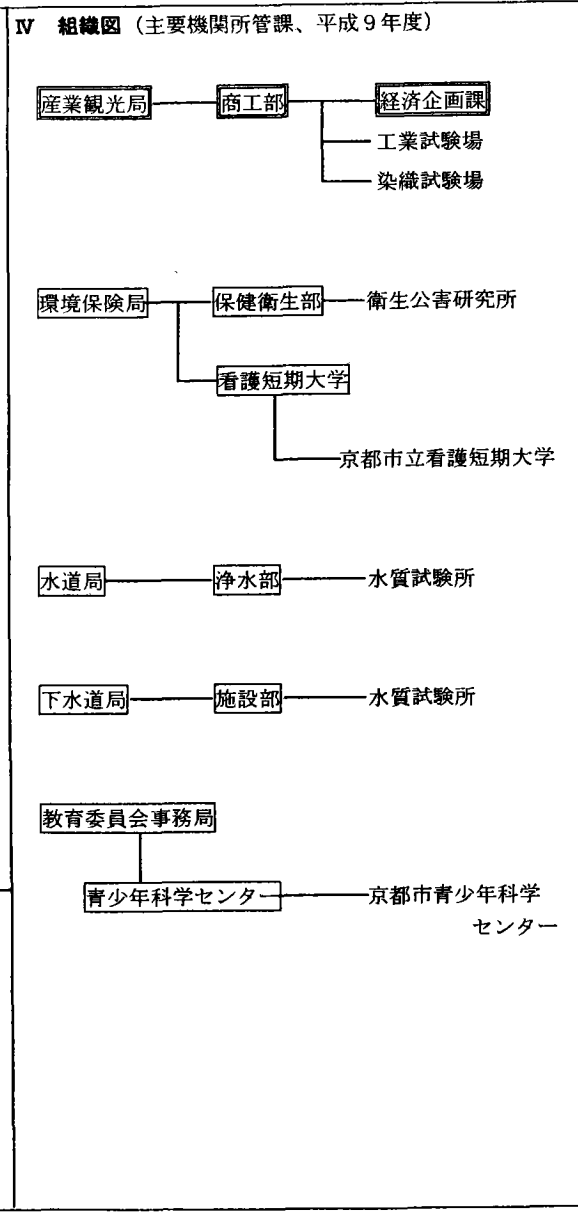 Ⅳ 組織図（主要機関所管課、平成９年度）
産業観光局 商工部 経済企画課
工業試験場
染織試験場
環境保険局 保健衛生部 衛生公害研究所
看護短期大学
京都市立看護短期大学
水道局 浄水部 水質試験所
下水道局 施設部 水質試験所
教育委員会事務局
青少年科学センター 京都市青少年科学
センター